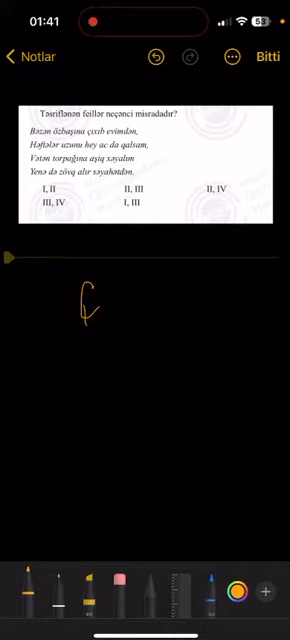 01:41
53
Notlar
Bitti
Təsriflənən feillər neçənci misradadır?
Bəzən özbaşına çıxıb evimdən,
Həftələr uzunu hey ac da qalsam,
Vətən torpağına aşiq xəyalım
Yenə də zövq alır səyahətdən.
I, II II, III II, IV
III, IV I, III